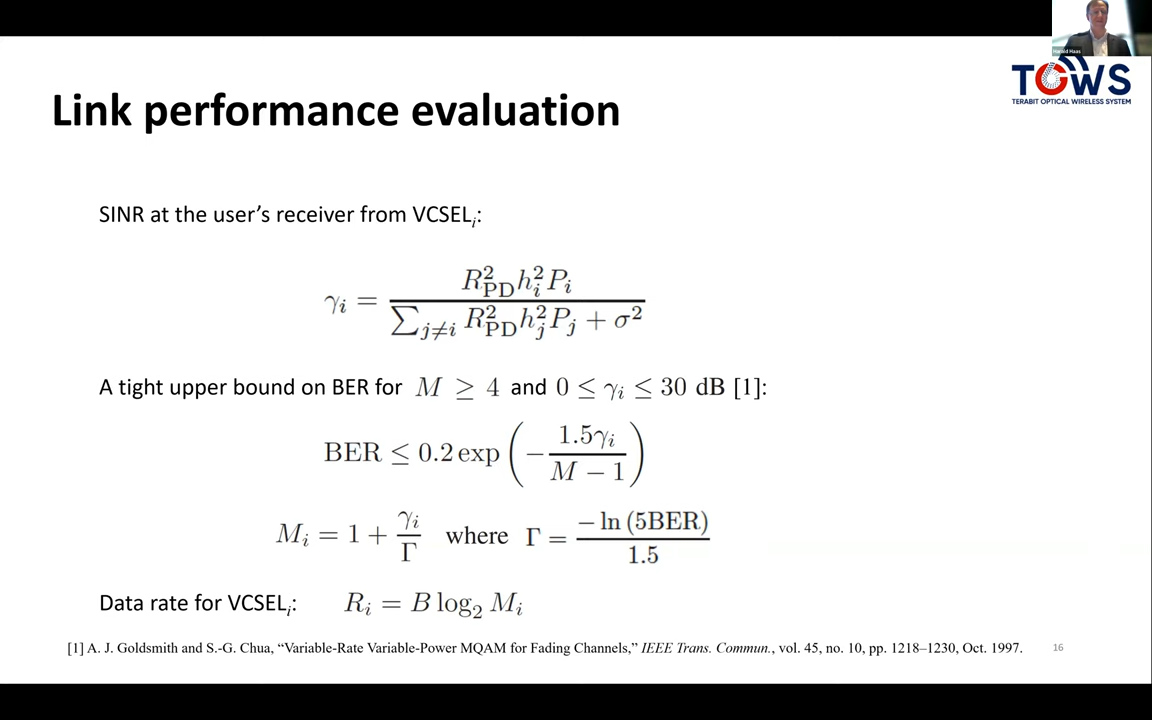 Harald Haas
TOWS
TERABIT OPTICAL WIRELESS SYSTEM
Link performance evaluation
SINR at the user’s receiver from VCSELᵢ:
γᵢ = R²_PD hᵢ² Pᵢ / (∑_{j≠i} R²_PD hⱼ² Pⱼ + σ²)
A tight upper bound on BER for M ≥ 4 and 0 ≤ γᵢ ≤ 30 dB [1]:
BER ≤ 0.2 exp(−1.5γᵢ / (M − 1))
Mᵢ = 1 + γᵢ/Γ where Γ = −ln (5BER) / 1.5
Data rate for VCSELᵢ: Rᵢ = B log₂ Mᵢ
[1] A. J. Goldsmith and S.-G. Chua, “Variable-Rate Variable-Power MQAM for Fading Channels,” IEEE Trans. Commun., vol. 45, no. 10, pp. 1218–1230, Oct. 1997.
16